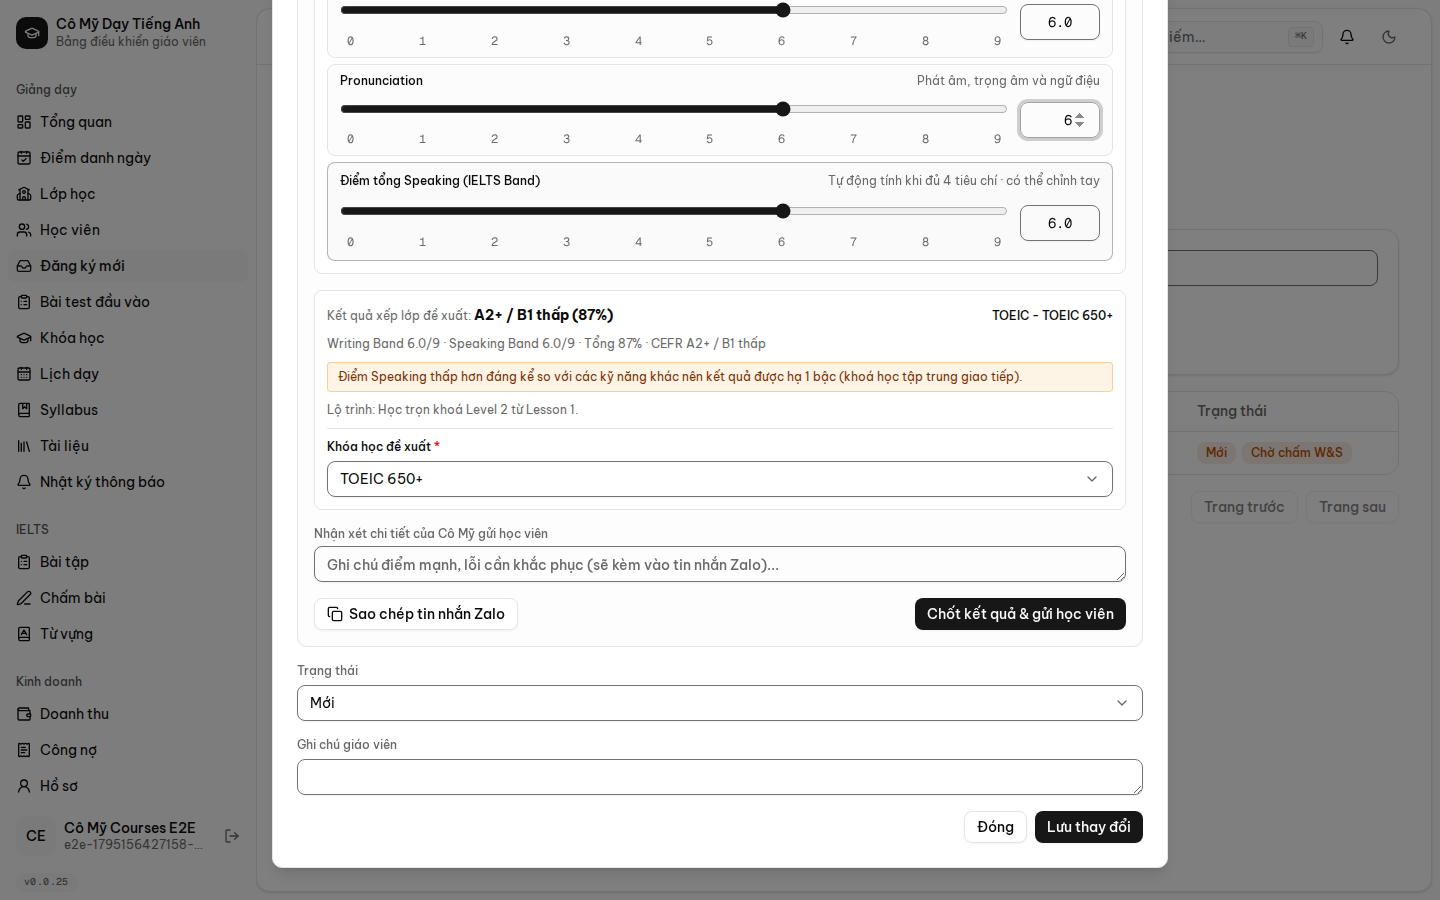 Cô Mỹ Dạy Tiếng Anh
Bảng điều khiển giáo viên
Giảng dạy
Tổng quan
Điểm danh ngày
Lớp học
Học viên
Đăng ký mới
Bài test đầu vào
Khóa học
Lịch dạy
Syllabus
Tài liệu
Nhật ký thông báo
IELTS
Bài tập
Chấm bài
Từ vựng
Kinh doanh
Doanh thu
Công nợ
Hồ sơ
CE
Cô Mỹ Courses E2E
e2e-1795156427158-...
v0.0.25
6.0
0 1 2 3 4 5 6 7 8 9
Pronunciation
Phát âm, trọng âm và ngữ điệu
6
0 1 2 3 4 5 6 7 8 9
Điểm tổng Speaking (IELTS Band)
Tự động tính khi đủ 4 tiêu chí · có thể chỉnh tay
6.0
0 1 2 3 4 5 6 7 8 9
Kết quả xếp lớp đề xuất: A2+ / B1 thấp (87%)
TOEIC - TOEIC 650+
Writing Band 6.0/9 · Speaking Band 6.0/9 · Tổng 87% · CEFR A2+ / B1 thấp
Điểm Speaking thấp hơn đáng kể so với các kỹ năng khác nên kết quả được hạ 1 bậc (khoá học tập trung giao tiếp).
Lộ trình: Học trọn khoá Level 2 từ Lesson 1.
Khóa học đề xuất *
TOEIC 650+
Nhận xét chi tiết của Cô Mỹ gửi học viên
Ghi chú điểm mạnh, lỗi cần khắc phục (sẽ kèm vào tin nhắn Zalo)...
Sao chép tin nhắn Zalo
Chốt kết quả & gửi học viên
Trạng thái
Mới
Ghi chú giáo viên
Đóng
Lưu thay đổi
iếm...
⌘K
Trạng thái
Mới
Chờ chấm W&S
Trang trước
Trang sau